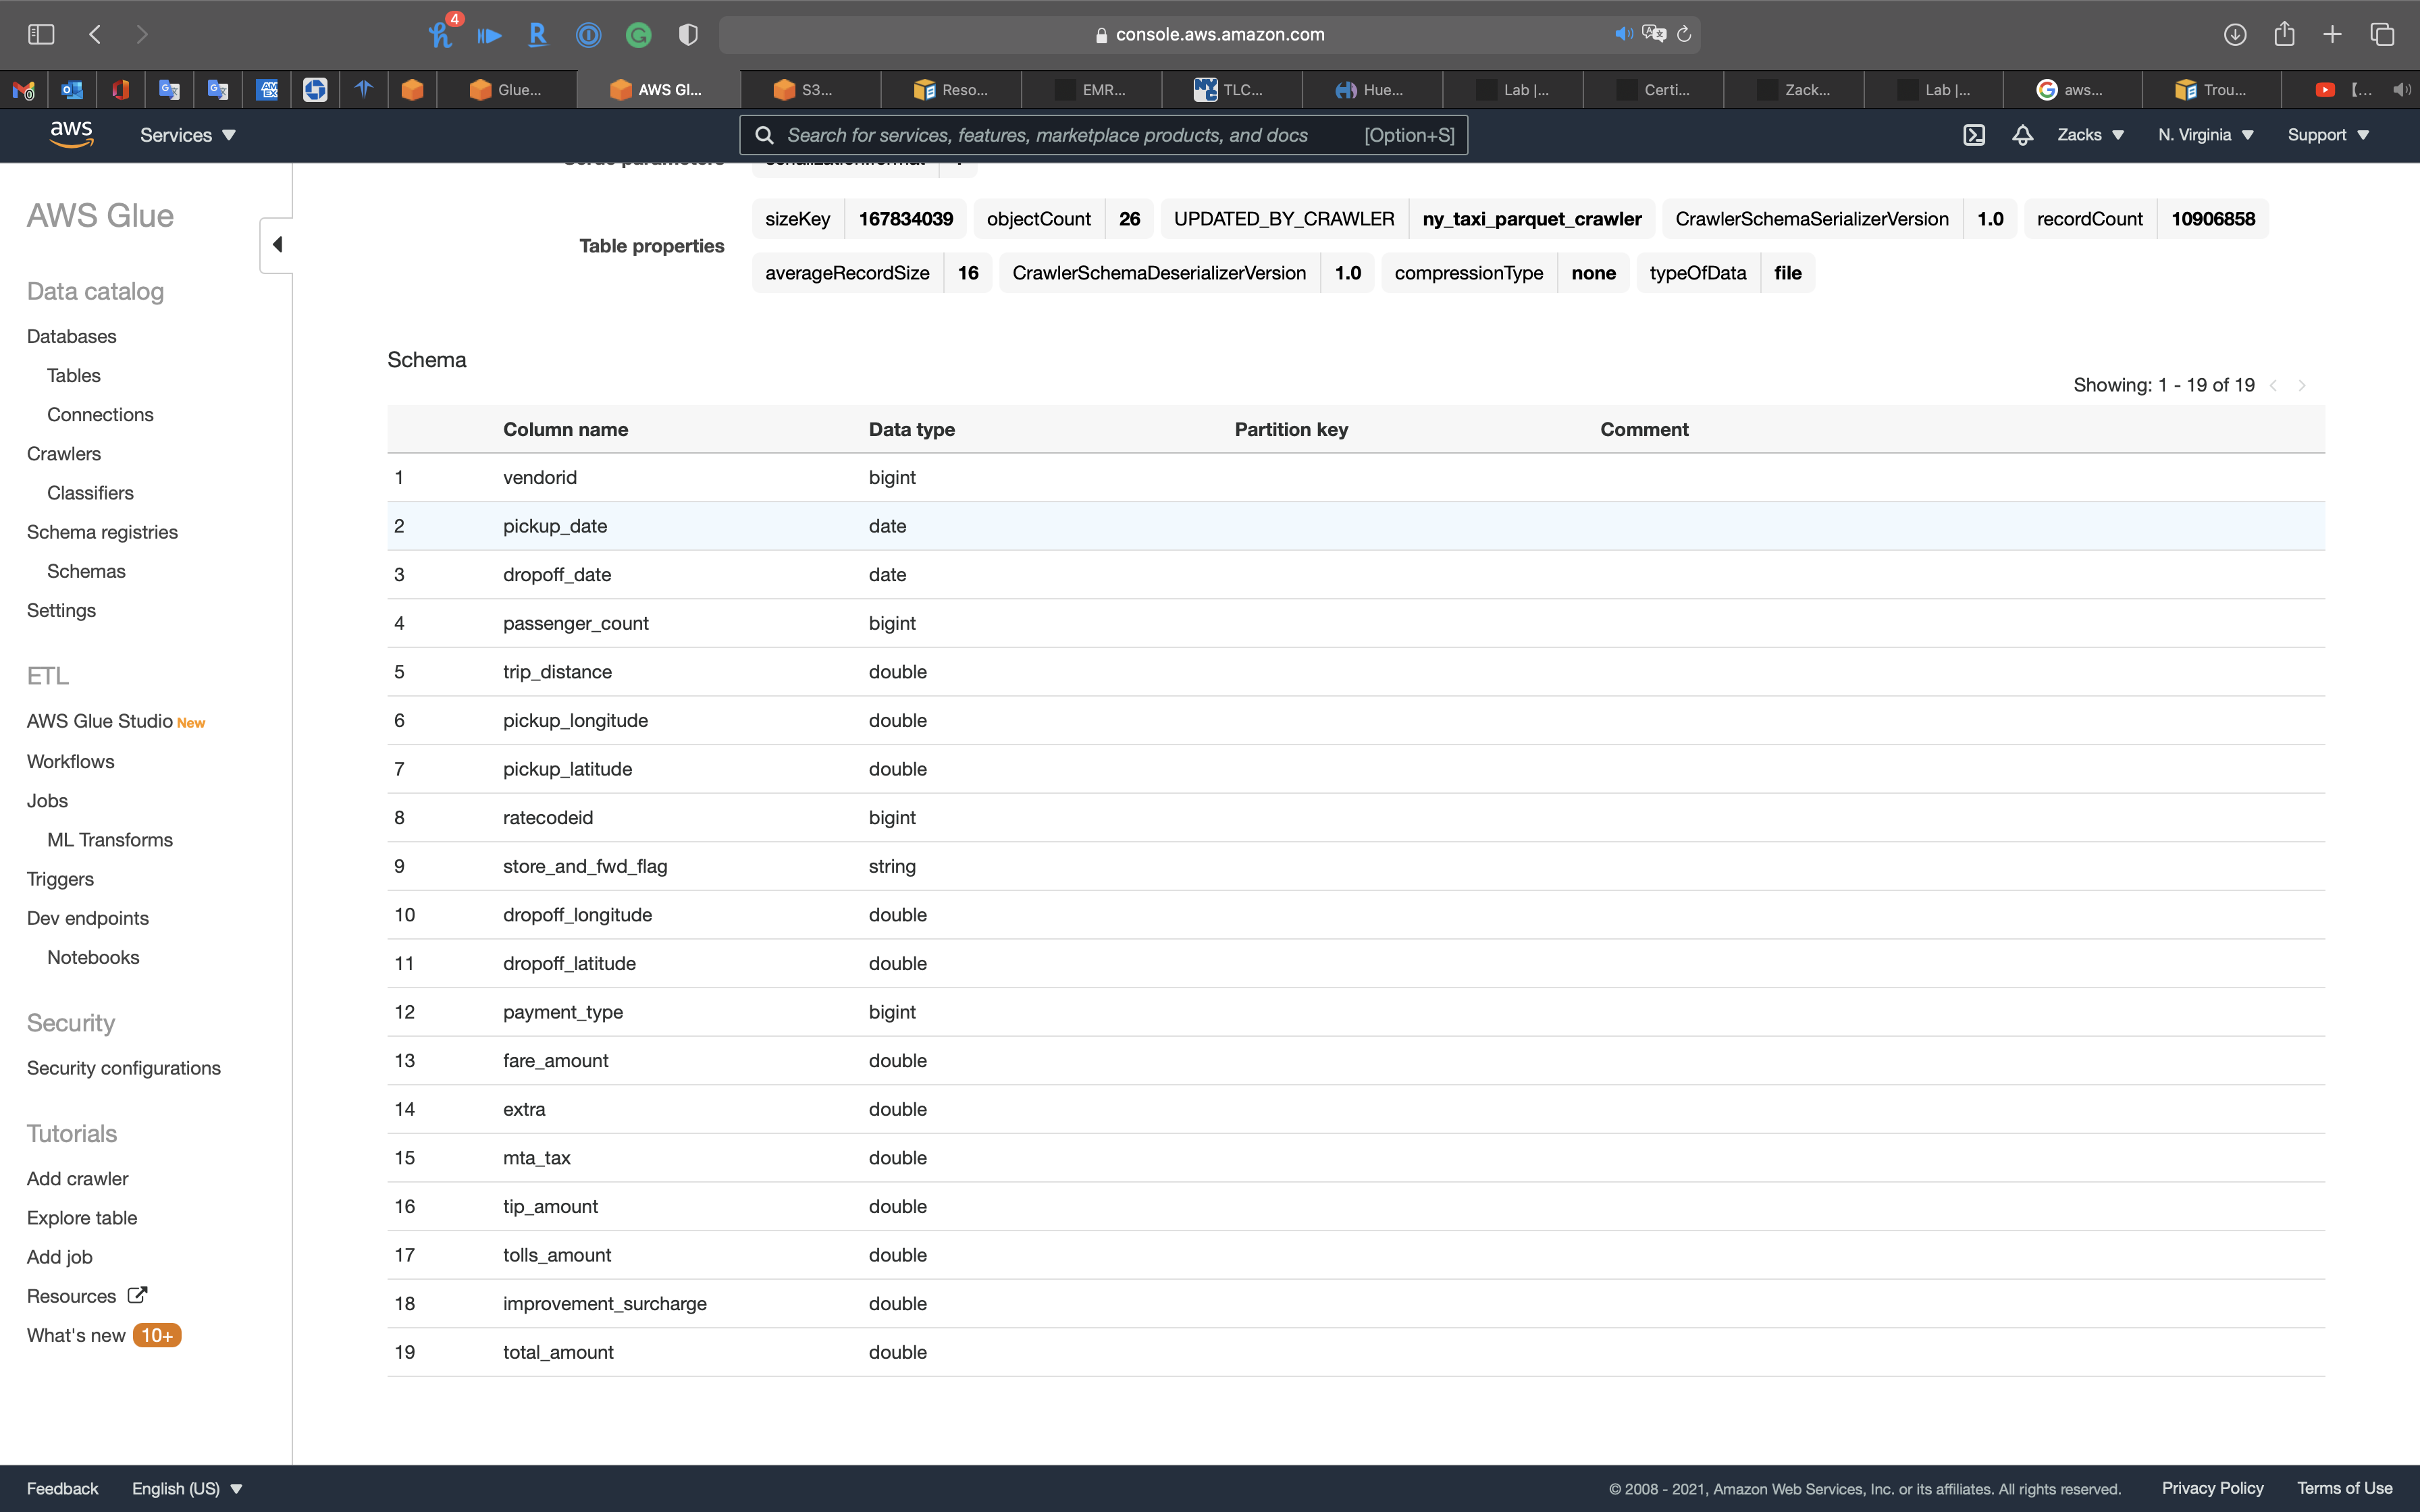 4
console.aws.amazon.com
Glue... AWS Gl... S3... Reso... EMR... TLC... Hue... Lab |... Certi... Zack... Lab |... aws... Trou... [...
aws Services Search for services, features, marketplace products, and docs [Option+S] Zacks N. Virginia Support
AWS Glue
Data catalog
Databases
Tables
Connections
Crawlers
Classifiers
Schema registries
Schemas
Settings
ETL
AWS Glue Studio New
Workflows
Jobs
ML Transforms
Triggers
Dev endpoints
Notebooks
Security
Security configurations
Tutorials
Add crawler
Explore table
Add job
Resources
What's new 10+
Table properties
sizeKey 167834039 objectCount 26 UPDATED_BY_CRAWLER ny_taxi_parquet_crawler CrawlerSchemaSerializerVersion 1.0 recordCount 10906858
averageRecordSize 16 CrawlerSchemaDeserializerVersion 1.0 compressionType none typeOfData file
Schema
Showing: 1 - 19 of 19 < >
Column name Data type Partition key Comment
1 vendorid bigint
2 pickup_date date
3 dropoff_date date
4 passenger_count bigint
5 trip_distance double
6 pickup_longitude double
7 pickup_latitude double
8 ratecodeid bigint
9 store_and_fwd_flag string
10 dropoff_longitude double
11 dropoff_latitude double
12 payment_type bigint
13 fare_amount double
14 extra double
15 mta_tax double
16 tip_amount double
17 tolls_amount double
18 improvement_surcharge double
19 total_amount double
Feedback English (US) © 2008 - 2021, Amazon Web Services, Inc. or its affiliates. All rights reserved. Privacy Policy Terms of Use